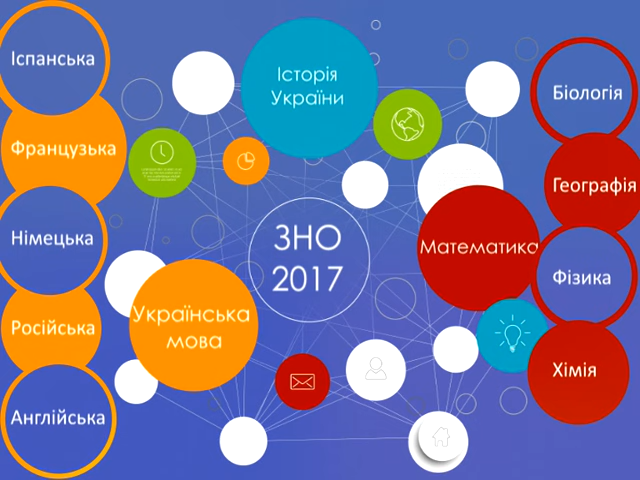 Іспанська
Французька
Німецька
Російська
Англійська
Історія
України
ЗНО
2017
Українська
мова
Математика
Біологія
Географія
Фізика
Хімія